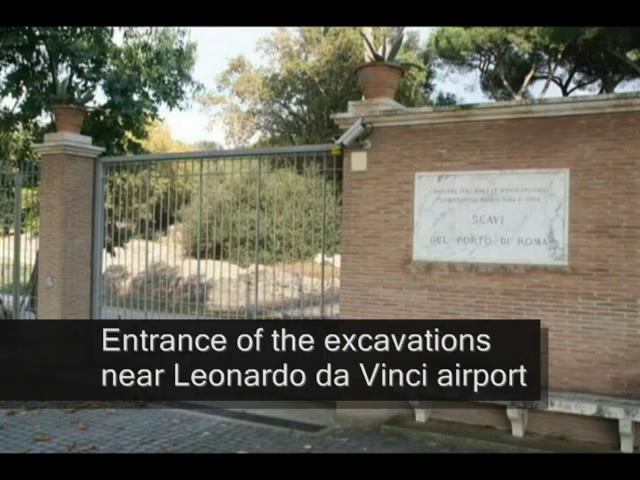 SCAVI
DEL PORTO DI ROMA
Entrance of the excavations
near Leonardo da Vinci airport